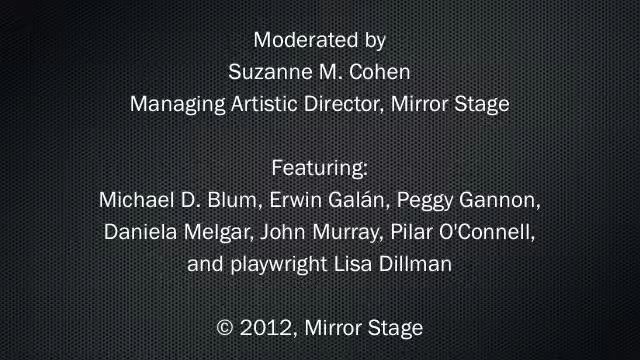 Moderated by
Suzanne M. Cohen
Managing Artistic Director, Mirror Stage
Featuring:
Michael D. Blum, Erwin Galán, Peggy Gannon,
Daniela Melgar, John Murray, Pilar O'Connell,
and playwright Lisa Dillman
© 2012, Mirror Stage